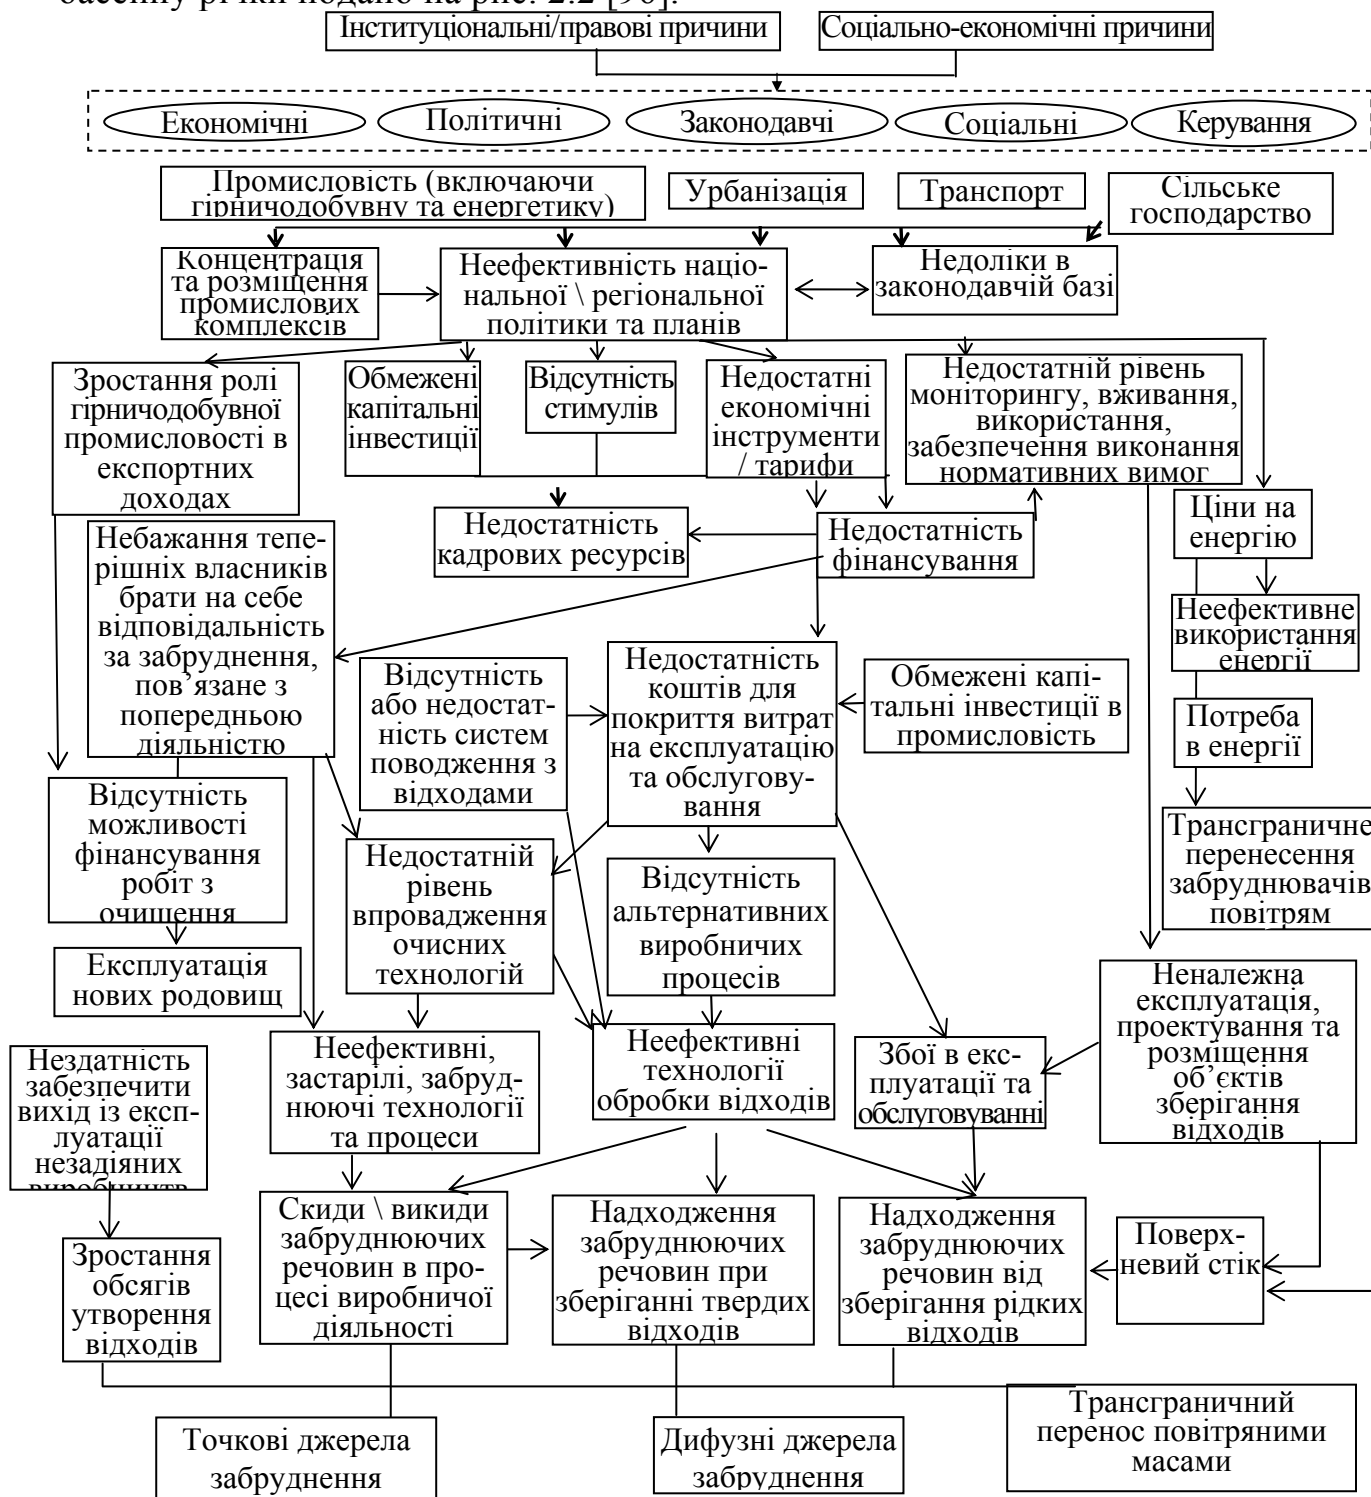 басейну річки подано на рис. 2.2 [90].
Інституціональні/правові причини
Соціально-економічні причини
Економічні
Політичні
Законодавчі
Соціальні
Керування
Промисловість (включаючи
гірничодобувну та енергетику)
Урбанізація
Транспорт
Сільське
господарство
Концентрація
та розміщення
промислових
комплексів
Неефективність націо-
нальної \ регіональної
політики та планів
Недоліки в
законодавчій базі
Зростання ролі
гірничодобувної
промисловості в
експортних
доходах
Обмежені
капітальні
інвестиції
Відсутність
стимулів
Недостатні
економічні
інструменти
/ тарифи
Недостатній рівень
моніторингу, вживання,
використання,
забезпечення виконання
нормативних вимог
Недостатність
кадрових ресурсів
Недостатність
фінансування
Ціни на
енергію
Небажання тепе-
рішніх власників
брати на себе
відповідальність
за забруднення,
пов’язане з
попередньою
діяльністю
Неефективне
використання
енергії
Відсутність
або недостат-
ність систем
поводження з
відходами
Недостатність
коштів для
покриття витрат
на експлуатацію
та обслугову-
вання
Обмежені капі-
тальні інвестиції в
промисловість
Потреба
в енергії
Відсутність
можливості
фінансування
робіт з
очищення
Недостатній
рівень
впровадження
очисних
технологій
Відсутність
альтернативних
виробничих
процесів
Трансграничне
перенесення
забруднювачів
повітрям
Експлуатація
нових родовищ
Неналежна
експлуатація,
проектування та
розміщення
об’єктів
зберігання
відходів
Нездатність
забезпечити
вихід із експ-
луатації
незадіяних
виробництв
Неефективні,
застарілі, забруд-
нюючі технології
та процеси
Неефективні
технології
обробки відходів
Збої в екс-
плуатації та
обслуговуванні
Зростання
обсягів
утворення
відходів
Скиди \ викиди
забруднюючих
речовин в про-
цесі виробничої
діяльності
Надходження
забруднюючих
речовин при
зберіганні твердих
відходів
Надходження
забруднюючих
речовин від
зберігання рідких
відходів
Поверх-
невий стік
Точкові джерела
забруднення
Дифузні джерела
забруднення
Трансграничний
перенос повітряними
масами